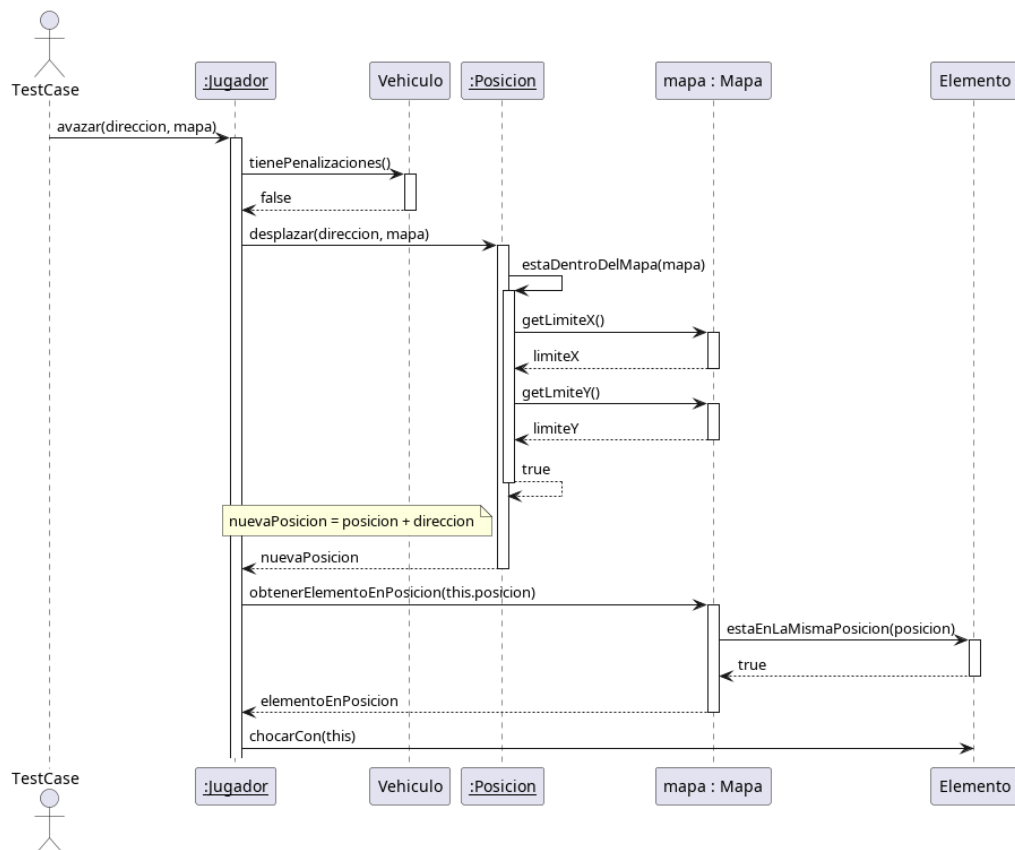 TestCase
:Jugador
Vehiculo
:Posicion
mapa : Mapa
Elemento
avazar(direccion, mapa)
tienePenalizaciones()
false
desplazar(direccion, mapa)
estaDentroDelMapa(mapa)
getLimiteX()
limiteX
getLmiteY()
limiteY
true
nuevaPosicion = posicion + direccion
nuevaPosicion
obtenerElementoEnPosicion(this.posicion)
estaEnLaMismaPosicion(posicion)
true
elementoEnPosicion
chocarCon(this)
TestCase
:Jugador
Vehiculo
:Posicion
mapa : Mapa
Elemento